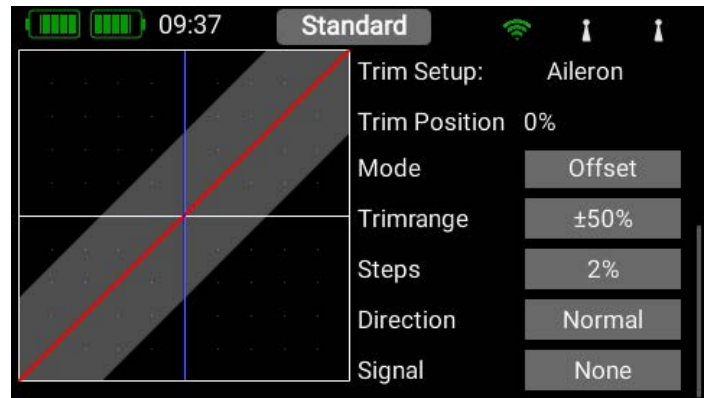 09:37 Standard
Trim Setup: Aileron
Trim Position 0%
Mode Offset
Trimrange ±50%
Steps 2%
Direction Normal
Signal None